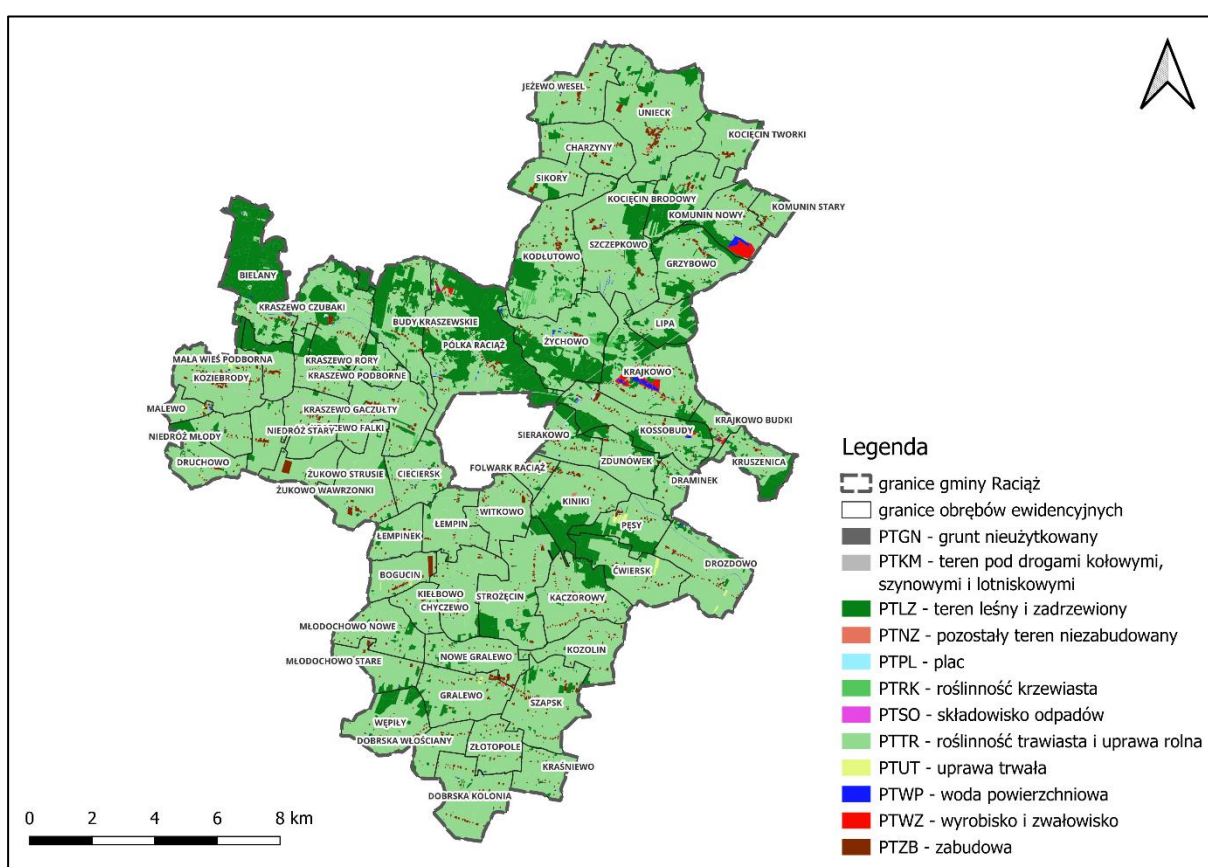 JEŻEWO WESEL
UNIECK
KOCIĘCIN TWORKI
CHARZYNY
SIKORY
KOCIĘCIN BRODOWY
KOMUNIN STARY
KOMUNIN NOWY
SZCZEPKOWO
KODŁUTOWO
GRZYBOWO
BIELANY
KRASZEWO CZUBAKI
BUDY KRASZEWSKIE
LIPA
PÓLKA RACIĄŻ
ŻYCHOWO
MAŁA WIEŚ PODBORNA
KRASZEWO RORY
KRAJKOWO
KOZIEBRODY
KRASZEWO PODBORNE
MALEWO
KRASZEWO GACZUŁTY
KRAJKOWO BUDKI
NIEDRÓŻ STARY
FALKI
KOSSOBUDY
NIEDRÓŻ MŁODY
SIERAKOWO
DRUCHOWO
ZDUNÓWEK
KRUSZENICA
ŻUKOWO STRUSIE
CIECIERSK
FOLWARK RACIĄŻ
DRAMINEK
ŻUKOWO WAWRZONKI
KINIKI
WITKOWO
ŁEMPIN
PĘSY
ŁEMPINEK
DROZDOWO
BOGUCIN
ĆWIERSK
KIEŁBOWO
STROŻĘCIN
KACZOROWY
CHYCZEWO
MŁODOCHOWO NOWE
KOZOLIN
MŁODOCHOWO STARE
NOWE GRALEWO
GRALEWO
SZAPSK
WĘPIŁY
DOBRSKA WŁOŚCIANY
ZŁOTOPOLE
KRAŚNIEWO
DOBRSKA KOLONIA
Legenda
granice gminy Raciąż
granice obrębów ewidencyjnych
PTGN - grunt nieużytkowany
PTKM - teren pod drogami kołowymi,
szynowymi i lotniskowymi
PTLZ - teren leśny i zadrzewiony
PTNZ - pozostały teren niezabudowany
PTPL - plac
PTRK - roślinność krzewiasta
PTSO - składowisko odpadów
PTTR - roślinność trawiasta i uprawa rolna
PTUT - uprawa trwała
PTWP - woda powierzchniowa
PTWZ - wyrobisko i zwałowisko
PTZB - zabudowa
0 2 4 6 8 km